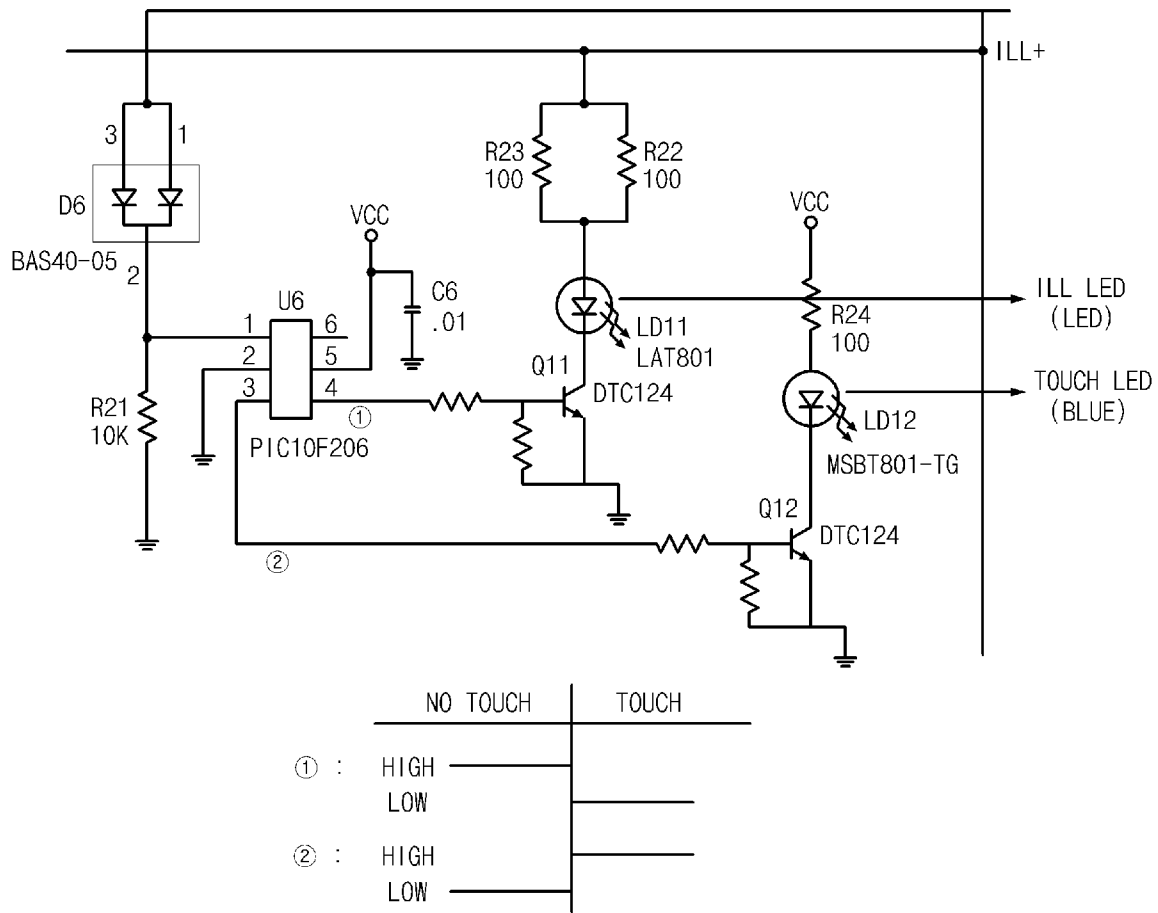 ILL+
3 1
D6
BAS40-05
2
R21
10K
VCC
U6
1 6
2 5
3 4
PIC10F206
C6
.01
①
②
R23
100
R22
100
LD11
LAT801
Q11
DTC124
VCC
R24
100
LD12
MSBT801-TG
Q12
DTC124
ILL LED
(LED)
TOUCH LED
(BLUE)
NO TOUCH TOUCH
① : HIGH
LOW
② : HIGH
LOW